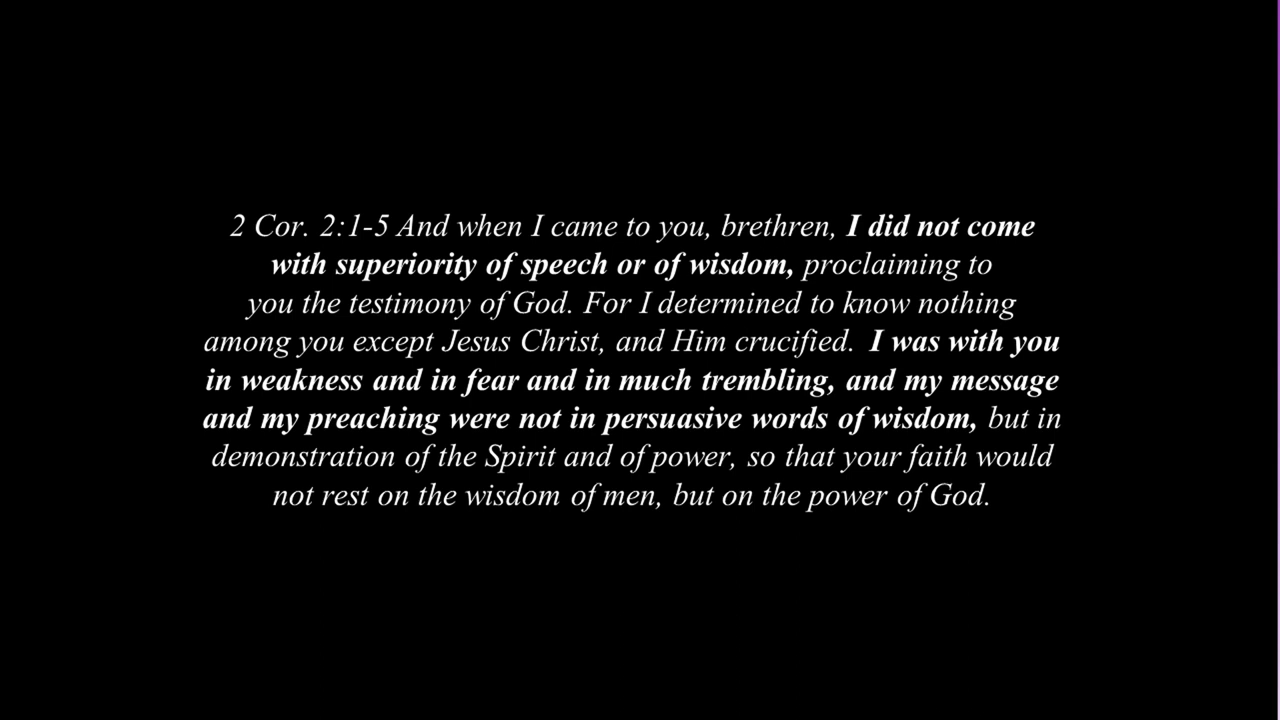 2 Cor. 2:1-5 And when I came to you, brethren, I did not come
with superiority of speech or of wisdom, proclaiming to
you the testimony of God. For I determined to know nothing
among you except Jesus Christ, and Him crucified. I was with you
in weakness and in fear and in much trembling, and my message
and my preaching were not in persuasive words of wisdom, but in
demonstration of the Spirit and of power, so that your faith would
not rest on the wisdom of men, but on the power of God.